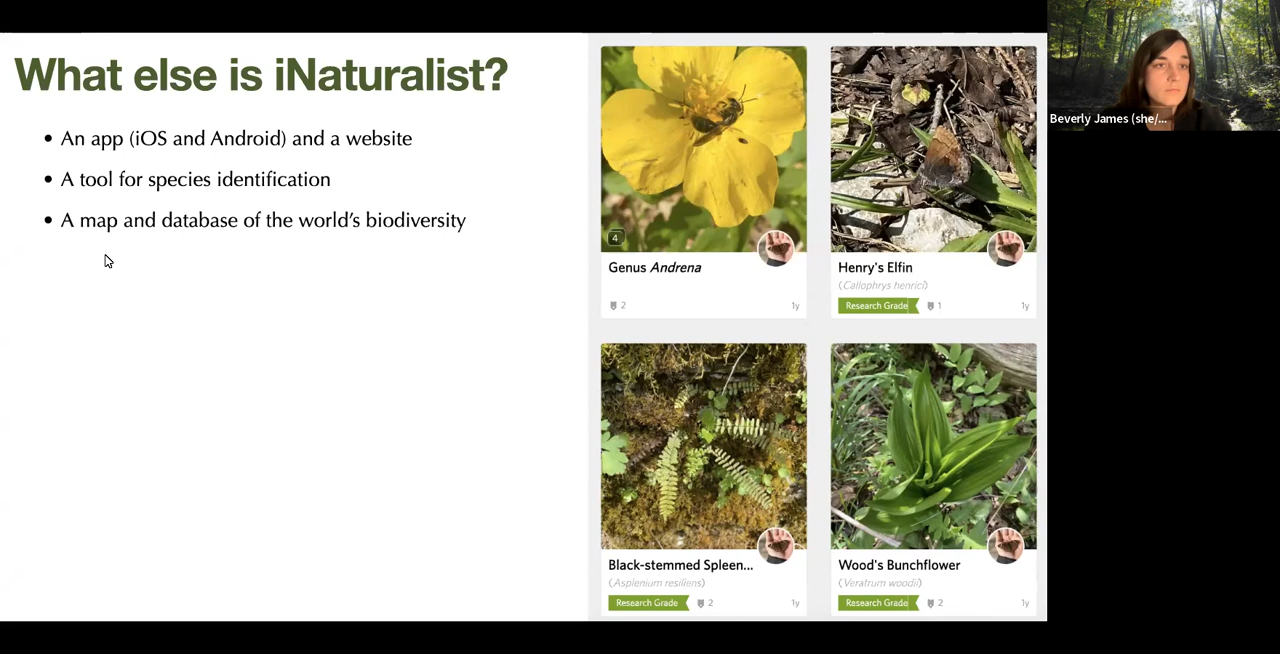 What else is iNaturalist?
• An app (iOS and Android) and a website
• A tool for species identification
• A map and database of the world's biodiversity
4
Genus Andrena
2 1y
Henry's Elfin
(Callophrys henrici)
Research Grade 1 1y
Black-stemmed Spleen...
(Asplenium resiliens)
Research Grade 2 1y
Wood's Bunchflower
(Veratrum woodii)
Research Grade 2 1y
Beverly James (she/...